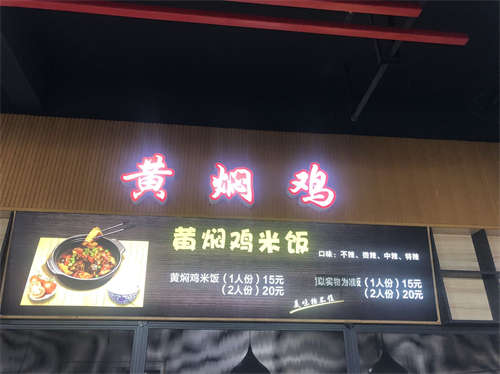 黄焖鸡
黄焖鸡米饭
口味：不辣、微辣、中辣、特辣
黄焖鸡米饭（1人份）15元
（2人份）20元
（1人份）15元
（2人份）20元